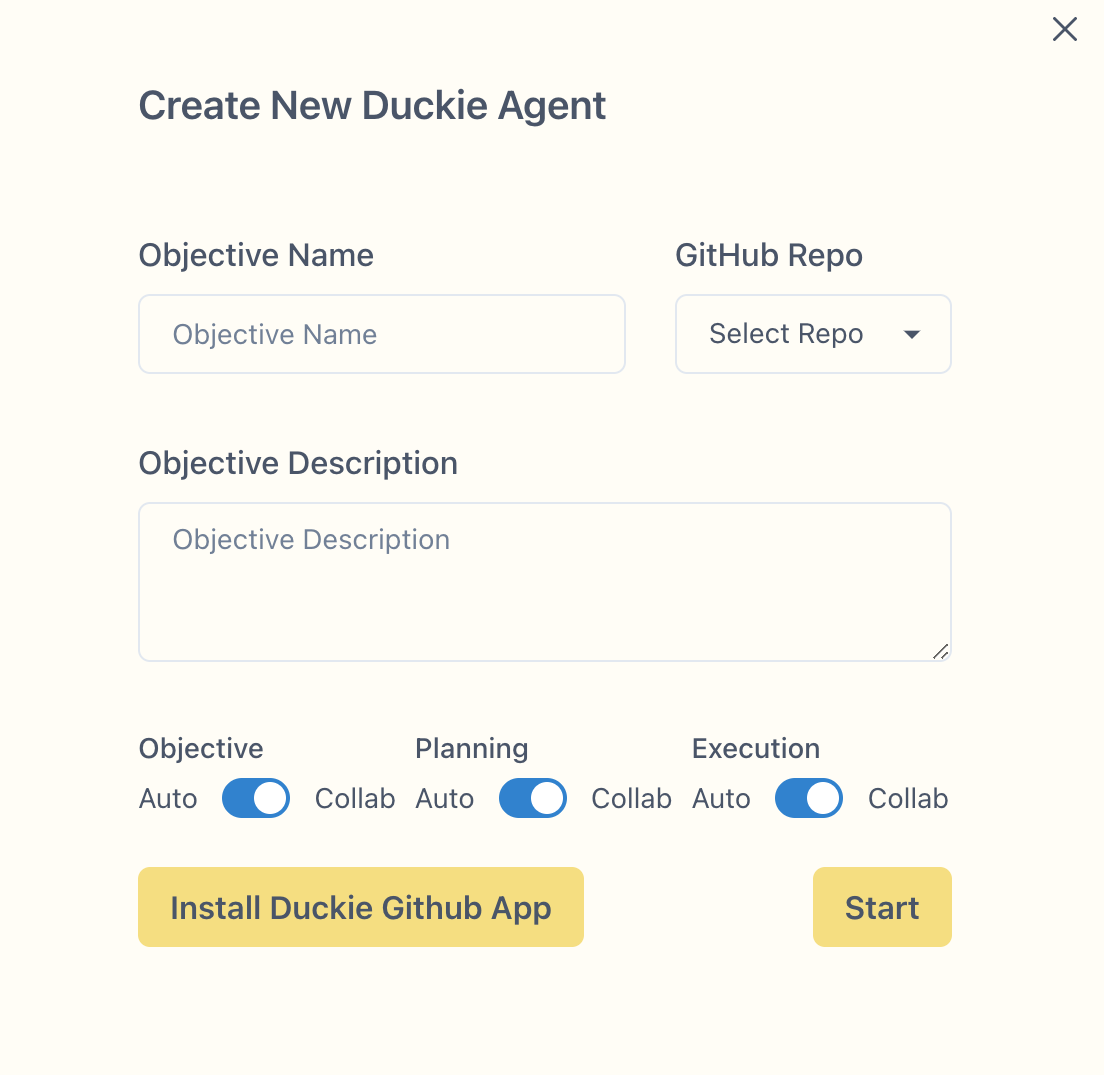 Create New Duckie Agent
Objective Name
GitHub Repo
Objective Name
Select Repo
Objective Description
Objective Description
Objective
Planning
Execution
Auto Collab Auto Collab Auto Collab
Install Duckie Github App
Start